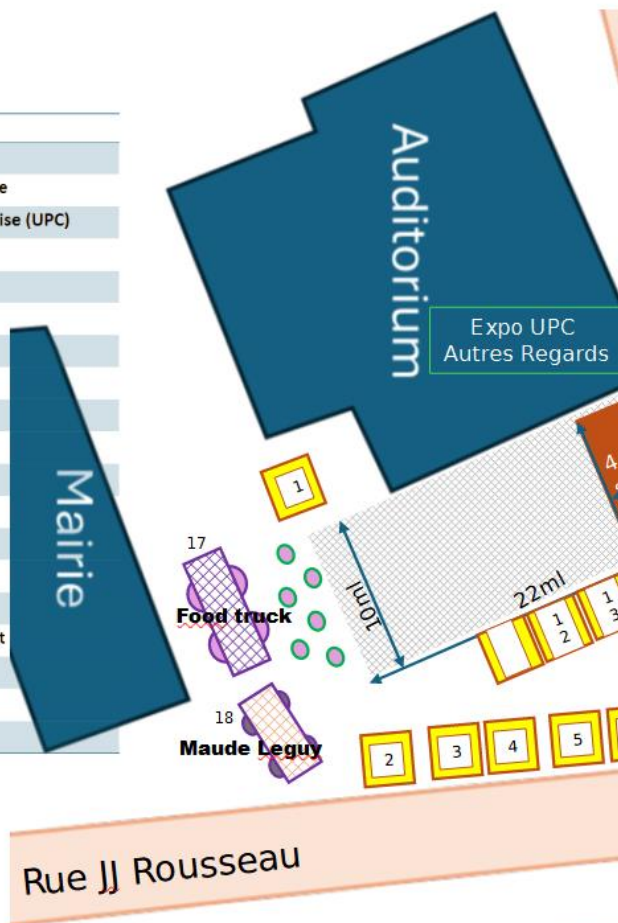 e
ise (UPC)
t
Auditorium
Expo UPC
Autres Regards
Mairie
1
17
Food truck
10ml
22ml
4
1
2
1
3
18
Maude Leguy
2
3
4
5
Rue JJ Rousseau